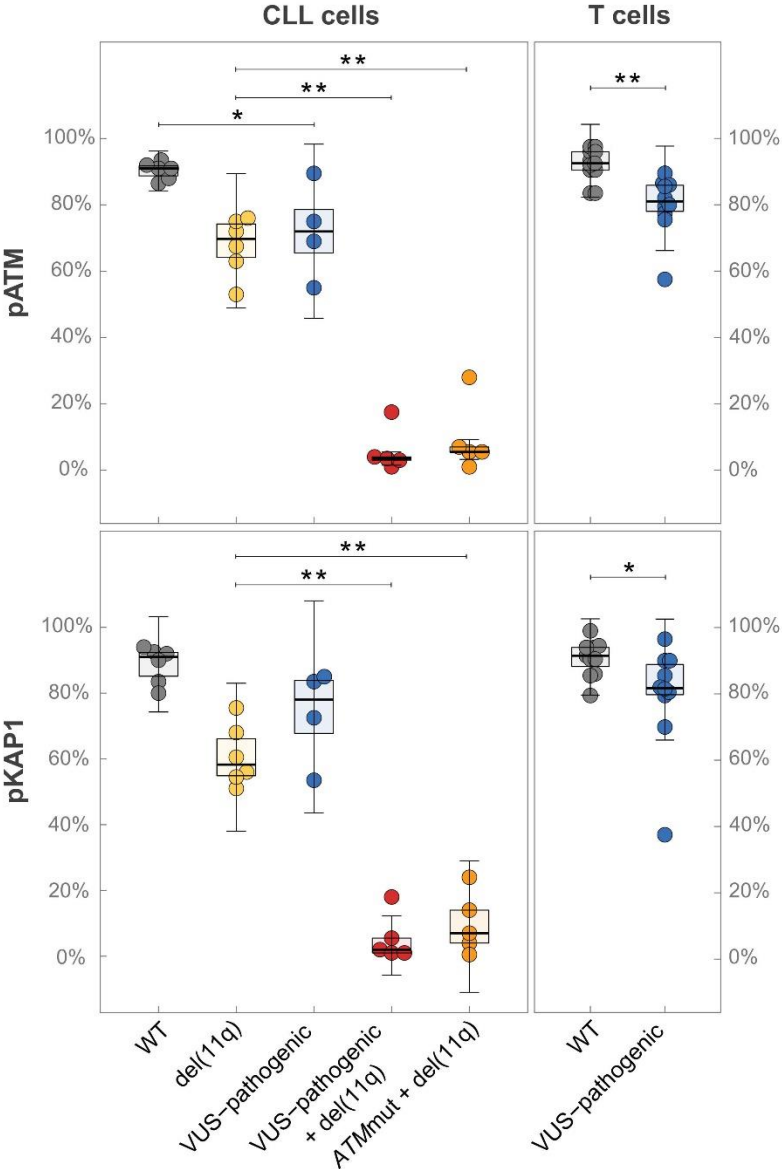 CLL cells
T cells
**
**
*
**
pATM
100%
80%
60%
40%
20%
0%
100%
80%
60%
40%
20%
0%
**
**
*
pKAP1
100%
80%
60%
40%
20%
0%
100%
80%
60%
40%
20%
0%
WT
del(11q)
VUS−pathogenic
VUS−pathogenic
+ del(11q)
ATMmut + del(11q)
WT
VUS−pathogenic